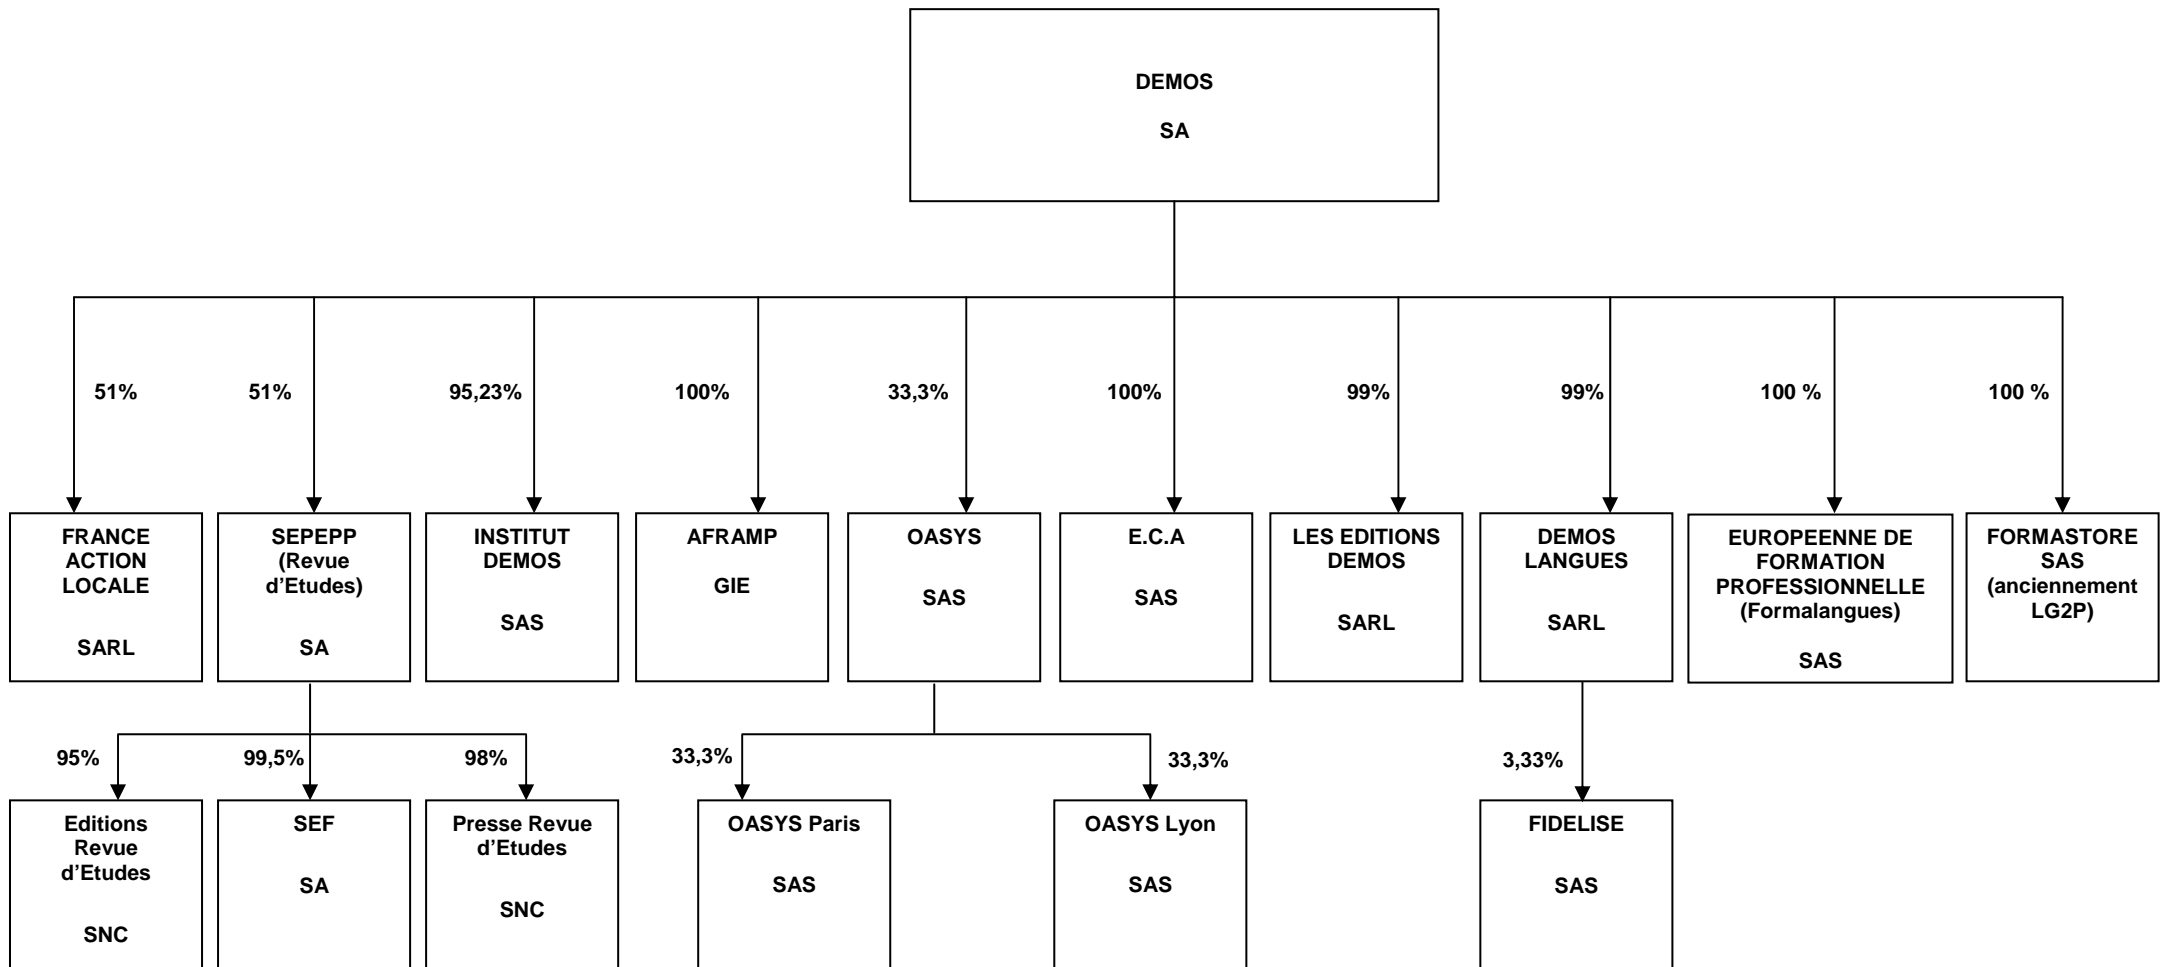 DEMOS
SA
51%
51%
95,23%
100%
33,3%
100%
99%
99%
100 %
100 %
FRANCE
ACTION
LOCALE
SARL
SEPEPP
(Revue
d’Etudes)
SA
INSTITUT
DEMOS
SAS
AFRAMP
GIE
OASYS
SAS
E.C.A
SAS
LES EDITIONS
DEMOS
SARL
DEMOS
LANGUES
SARL
EUROPEENNE DE
FORMATION
PROFESSIONNELLE
(Formalangues)
SAS
FORMASTORE
SAS
(anciennement
LG2P)
95%
99,5%
98%
33,3%
33,3%
3,33%
Editions
Revue
d’Etudes
SNC
SEF
SA
Presse Revue
d’Etudes
SNC
OASYS Paris
SAS
OASYS Lyon
SAS
FIDELISE
SAS